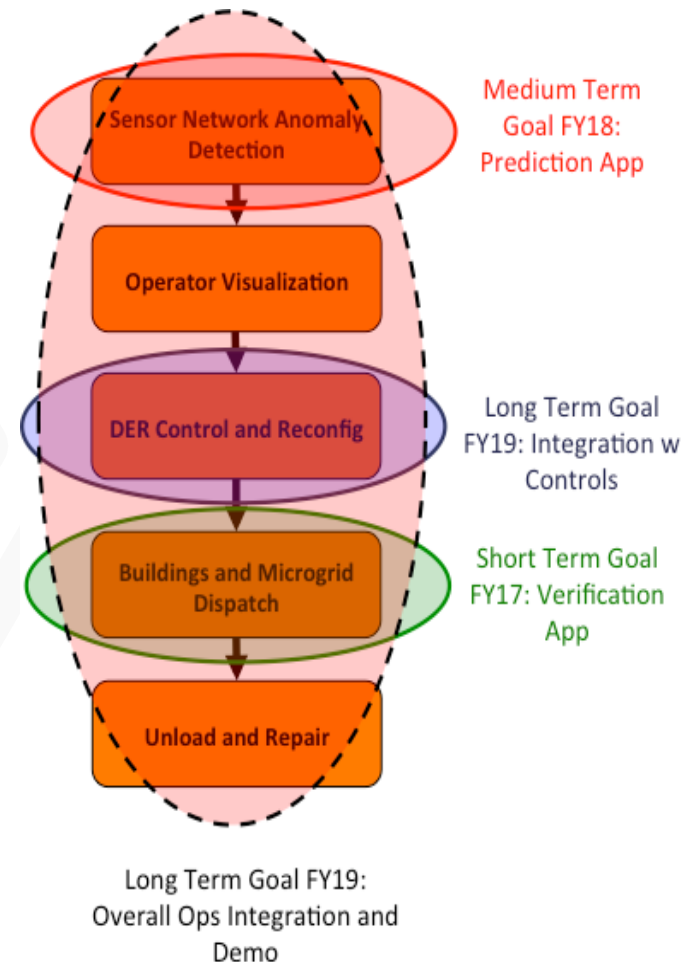 Sensor Network Anomaly
Detection
Medium Term
Goal FY18:
Prediction App
Operator Visualization
DER Control and Reconfig
Long Term Goal
FY19: Integration w
Controls
Buildings and Microgrid
Dispatch
Short Term Goal
FY17: Verification
App
Unload and Repair
Long Term Goal FY19:
Overall Ops Integration and
Demo